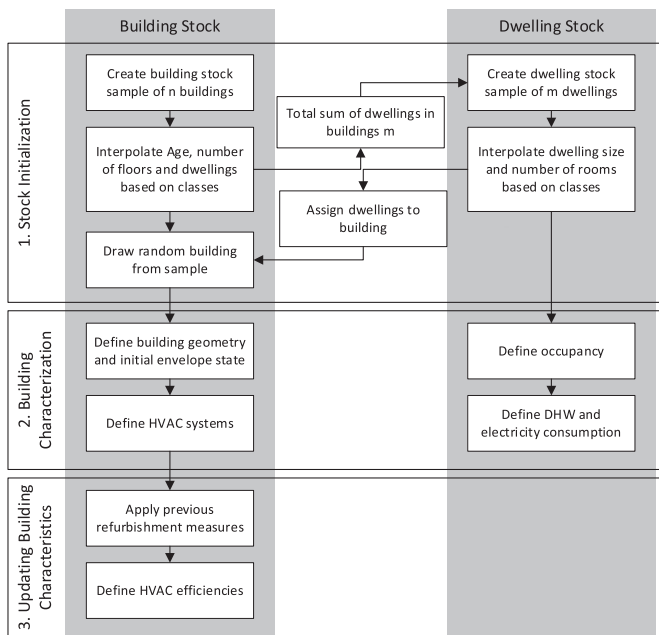 Building Stock
Dwelling Stock
1. Stock Initialization
Create building stock
sample of n buildings
Create dwelling stock
sample of m dwellings
Total sum of dwellings in
buildings m
Interpolate Age, number
of floors and dwellings
based on classes
Interpolate dwelling size
and number of rooms
based on classes
Assign dwellings to
building
Draw random building
from sample
2. Building
Characterization
Define building geometry
and initial envelope state
Define occupancy
Define HVAC systems
Define DHW and
electricity consumption
3. Updating Building
Characteristics
Apply previous
refurbishment measures
Define HVAC efficiencies